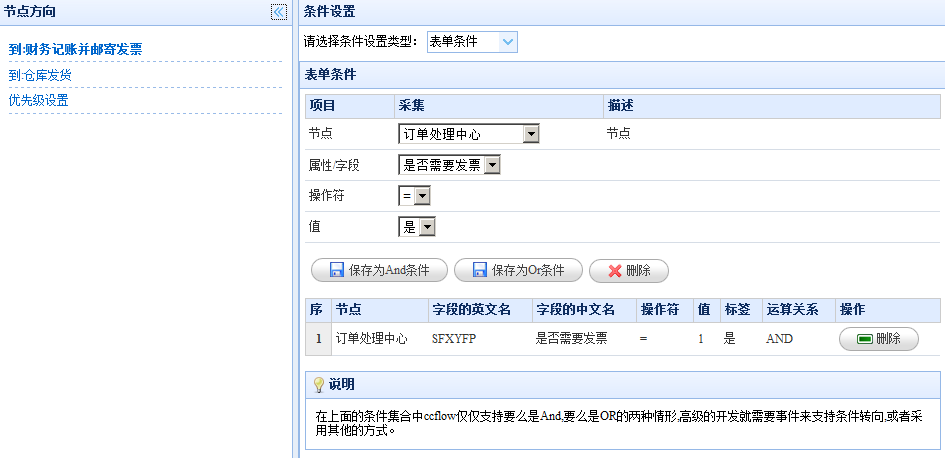 节点方向
到:财务记账并邮寄发票
到:仓库发货
优先级设置
条件设置
请选择条件设置类型: 表单条件
表单条件
项目 采集 描述
节点 订单处理中心 节点
属性/字段 是否需要发票
操作符 =
值 是
保存为And条件 保存为Or条件 删除
序 节点 字段的英文名 字段的中文名 操作符 值 标签 运算关系 操作
1 订单处理中心 SFXYFP 是否需要发票 = 1 是 AND 删除
说明
在上面的条件集合中ccflow仅仅支持要么是And,要么是OR的两种情形,高级的开发就需要事件来支持条件转向,或者采
用其他的方式。